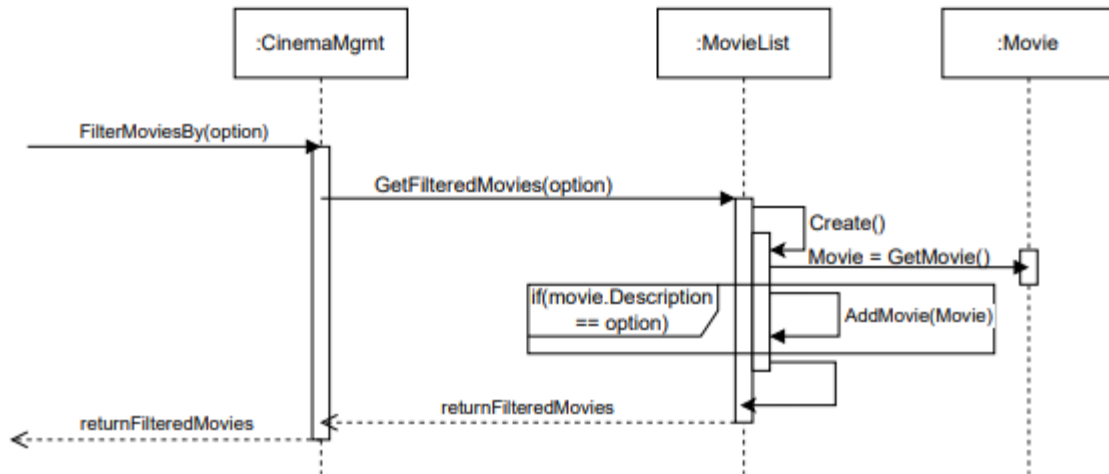 :CinemaMgmt
:MovieList
:Movie
FilterMoviesBy(option)
GetFilteredMovies(option)
Create()
Movie = GetMovie()
if(movie.Description
== option)
AddMovie(Movie)
returnFilteredMovies
returnFilteredMovies